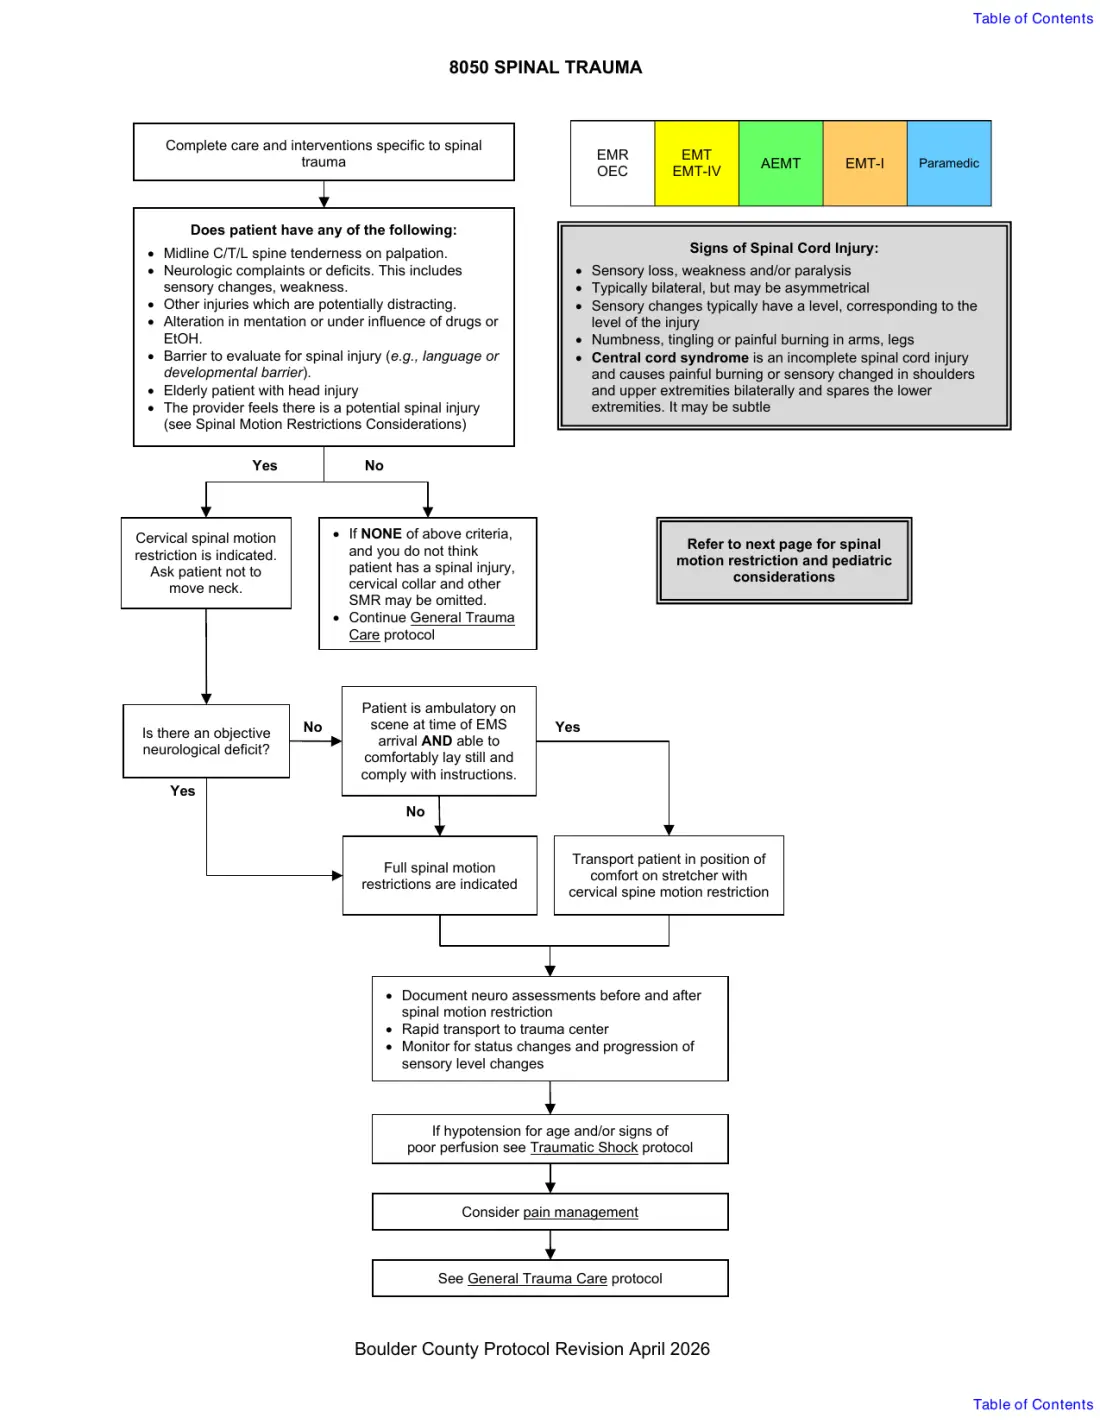 Table of Contents
8050 SPINAL TRAUMA
Complete care and interventions specific to spinal
trauma
EMR
OEC
EMT
EMT-IV
AEMT
EMT-I
Paramedic
Does patient have any of the following:
• Midline C/T/L spine tenderness on palpation.
• Neurologic complaints or deficits. This includes
sensory changes, weakness.
• Other injuries which are potentially distracting.
• Alteration in mentation or under influence of drugs or
EtOH.
• Barrier to evaluate for spinal injury (e.g., language or
developmental barrier).
• Elderly patient with head injury
• The provider feels there is a potential spinal injury
(see Spinal Motion Restrictions Considerations)
Signs of Spinal Cord Injury:
• Sensory loss, weakness and/or paralysis
• Typically bilateral, but may be asymmetrical
• Sensory changes typically have a level, corresponding to the
level of the injury
• Numbness, tingling or painful burning in arms, legs
• Central cord syndrome is an incomplete spinal cord injury
and causes painful burning or sensory changed in shoulders
and upper extremities bilaterally and spares the lower
extremities. It may be subtle
Yes
No
Cervical spinal motion
restriction is indicated.
Ask patient not to
move neck.
• If NONE of above criteria,
and you do not think
patient has a spinal injury,
cervical collar and other
SMR may be omitted.
• Continue General Trauma
Care protocol
Refer to next page for spinal
motion restriction and pediatric
considerations
Is there an objective
neurological deficit?
No
Patient is ambulatory on
scene at time of EMS
arrival AND able to
comfortably lay still and
comply with instructions.
Yes
Yes
No
Full spinal motion
restrictions are indicated
Transport patient in position of
comfort on stretcher with
cervical spine motion restriction
• Document neuro assessments before and after
spinal motion restriction
• Rapid transport to trauma center
• Monitor for status changes and progression of
sensory level changes
If hypotension for age and/or signs of
poor perfusion see Traumatic Shock protocol
Consider pain management
See General Trauma Care protocol
Boulder County Protocol Revision April 2026
Table of Contents